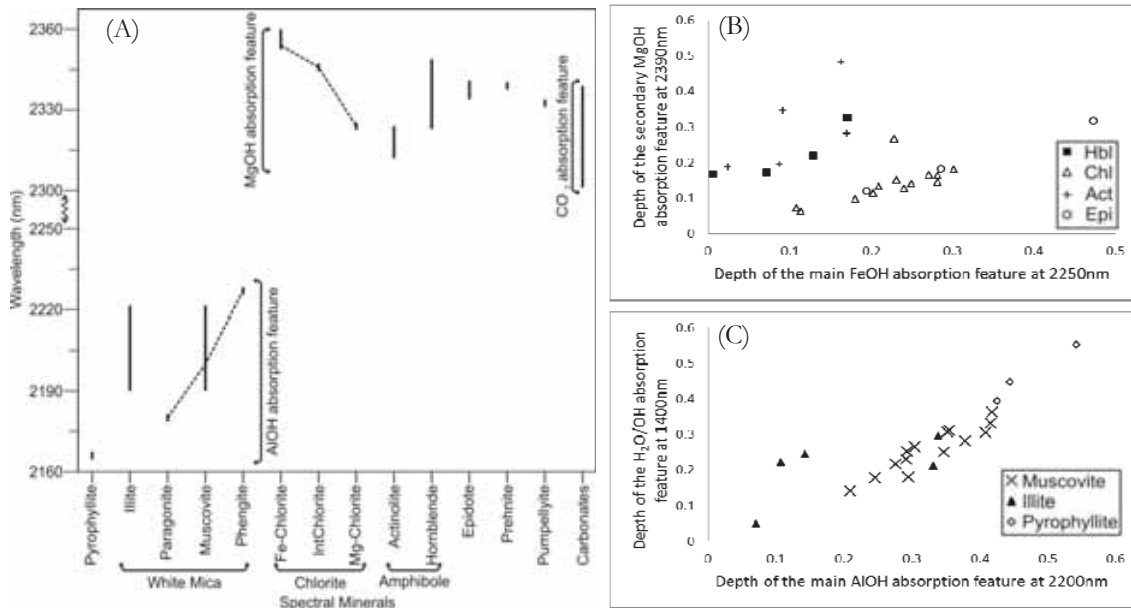 (A)
2360
2330
2300
2250
2220
2190
2160
Wavelength (nm)
MgOH absorption feature
CO2 absorption feature
AlOH absorption feature
Pyrophyllite
Illite
Paragonite
Muscovite
Phengite
Fe-Chlorite
IntChlorite
Mg-Chlorite
Actinolite
Hornblende
Epidote
Prehnite
Pumpellyite
Carbonates
White Mica
Chlorite
Amphibole
Spectral Minerals
(B)
Depth of the secondary MgOH
absorption feature at 2390nm
0.6
0.5
0.4
0.3
0.2
0.1
0
Hbl
Chl
Act
Epi
0 0.1 0.2 0.3 0.4 0.5
Depth of the main FeOH absorption feature at 2250nm
(C)
Depth of the H2O/OH absorption
feature at 1400nm
0.6
0.5
0.4
0.3
0.2
0.1
0
Muscovite
Illite
Pyrophyllite
0 0.1 0.2 0.3 0.4 0.5 0.6
Depth of the main AlOH absorption feature at 2200nm